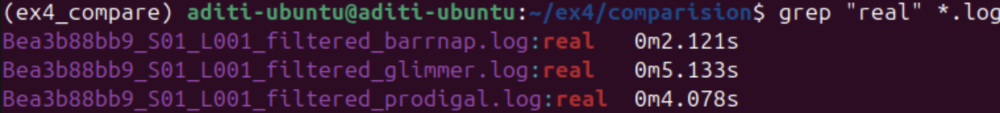 (ex4_compare) aditi-ubuntu@aditi-ubuntu:~/ex4/comparision$ grep "real" *.log
Bea3b88bb9_S01_L001_filtered_barrnap.log:real	0m2.121s
Bea3b88bb9_S01_L001_filtered_glimmer.log:real	0m5.133s
Bea3b88bb9_S01_L001_filtered_prodigal.log:real	0m4.078s